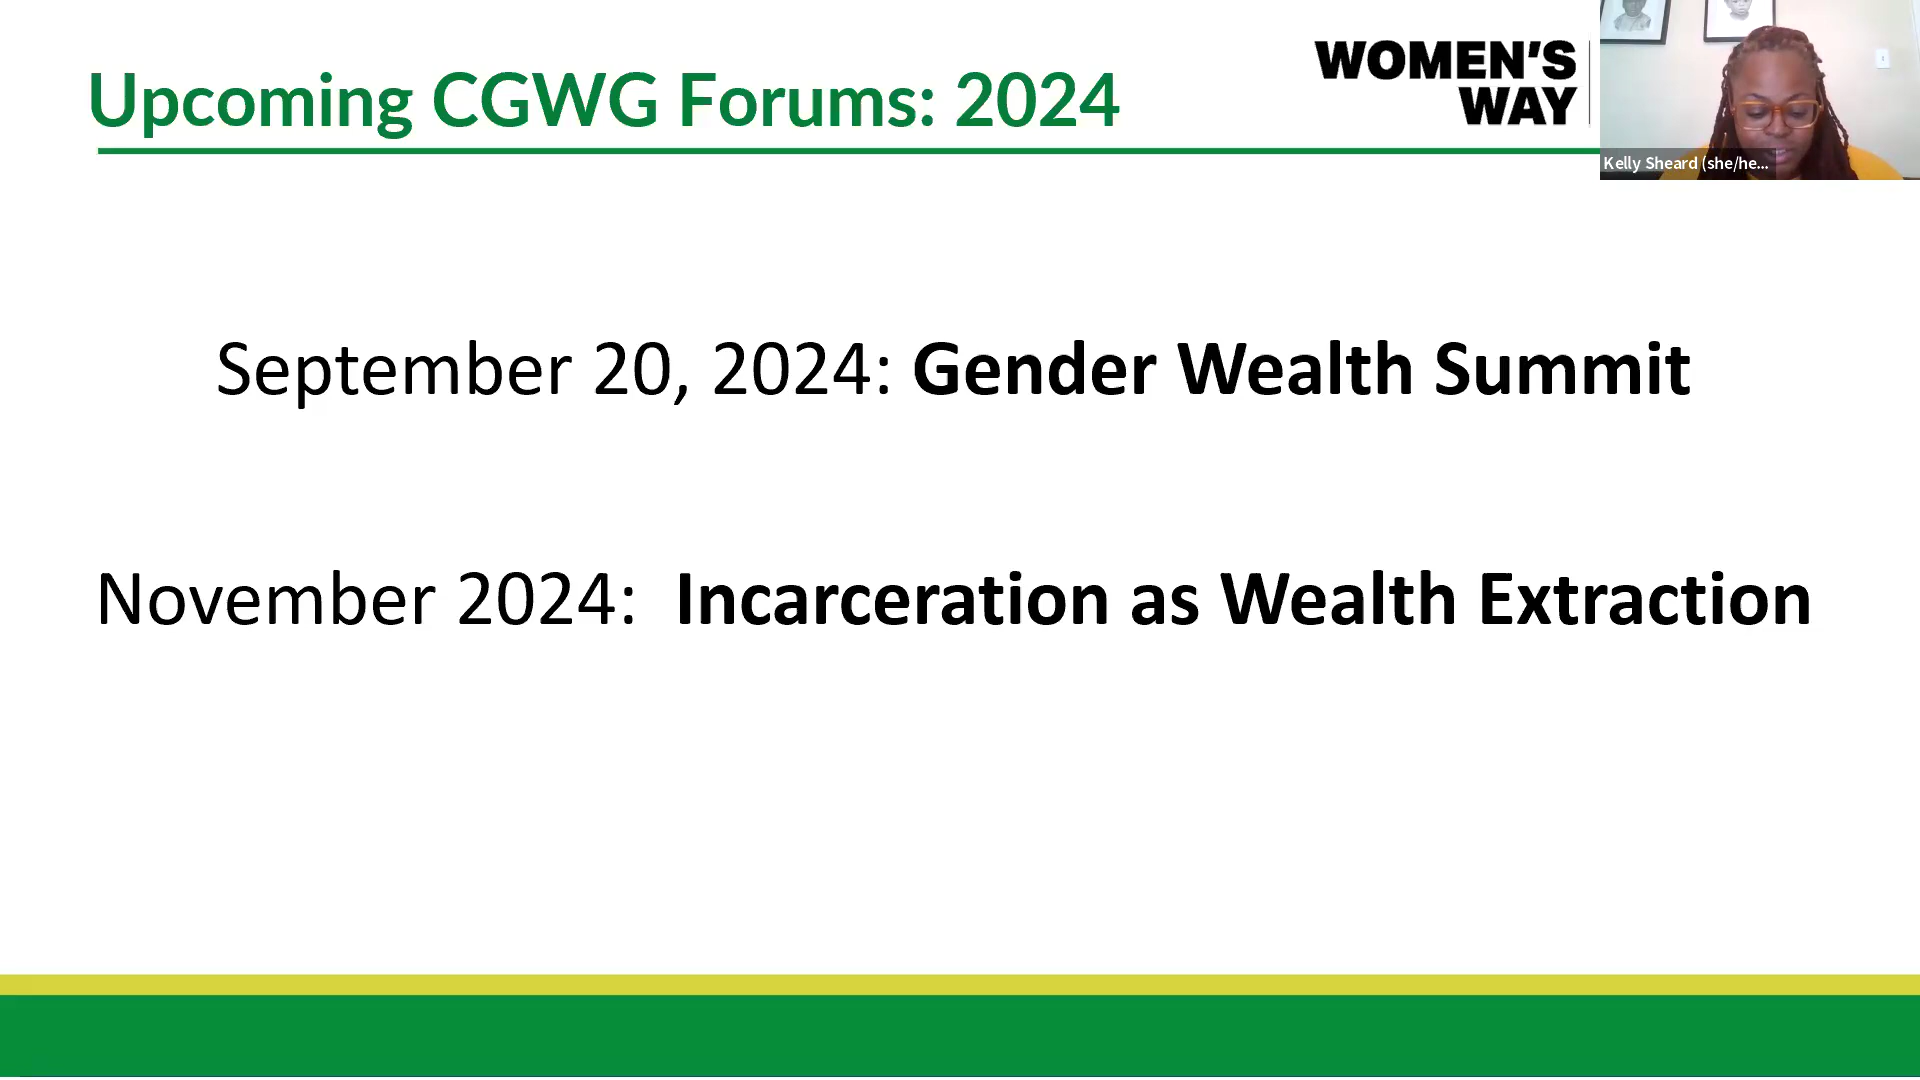 Upcoming CGWG Forums: 2024
WOMEN'S
WAY
Kelly Sheard (she/he...
September 20, 2024: Gender Wealth Summit
November 2024: Incarceration as Wealth Extraction